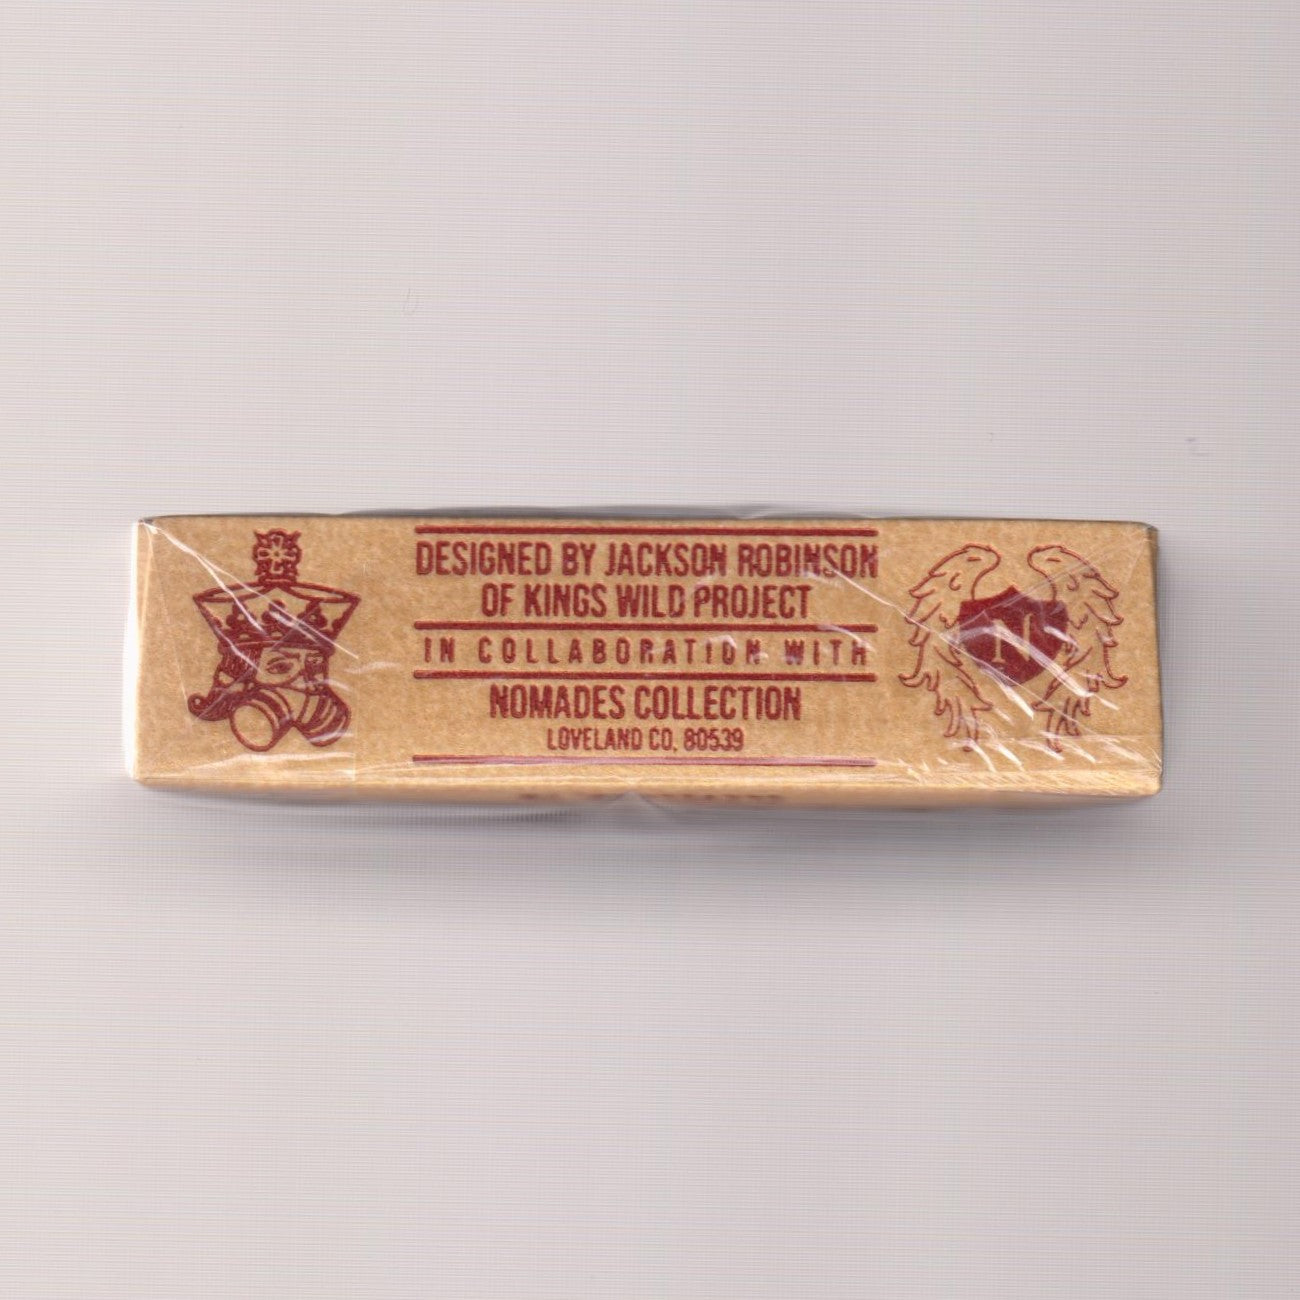 DESIGNED BY JACKSON ROBINSON
OF KINGS WILD PROJECT
IN COLLABORATION WITH
NOMADES COLLECTION
LOVELAND CO, 80539
N